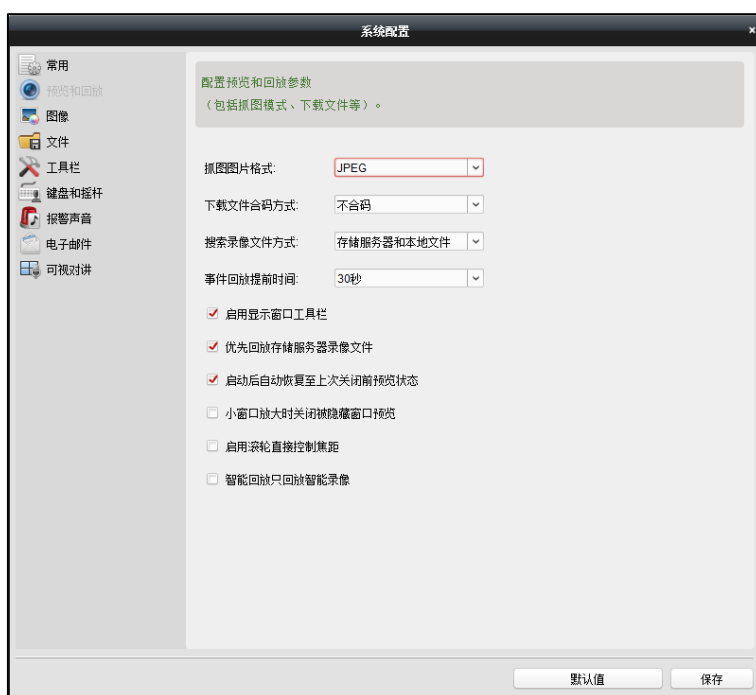 系统配置
常用
预览和回放
图像
文件
工具栏
键盘和摇杆
报警声音
电子邮件
可视对讲
配置预览和回放参数
（包括抓图模式、下载文件等）。
抓图图片格式: JPEG
下载文件合码方式: 不合码
搜索录像文件方式: 存储服务器和本地文件
事件回放提前时间: 30秒
启用显示窗口工具栏
优先回放存储服务器录像文件
启动后自动恢复至上次关闭前预览状态
小窗口放大时关闭被隐藏窗口预览
启用滚轮直接控制焦距
智能回放只回放智能录像
默认值 保存